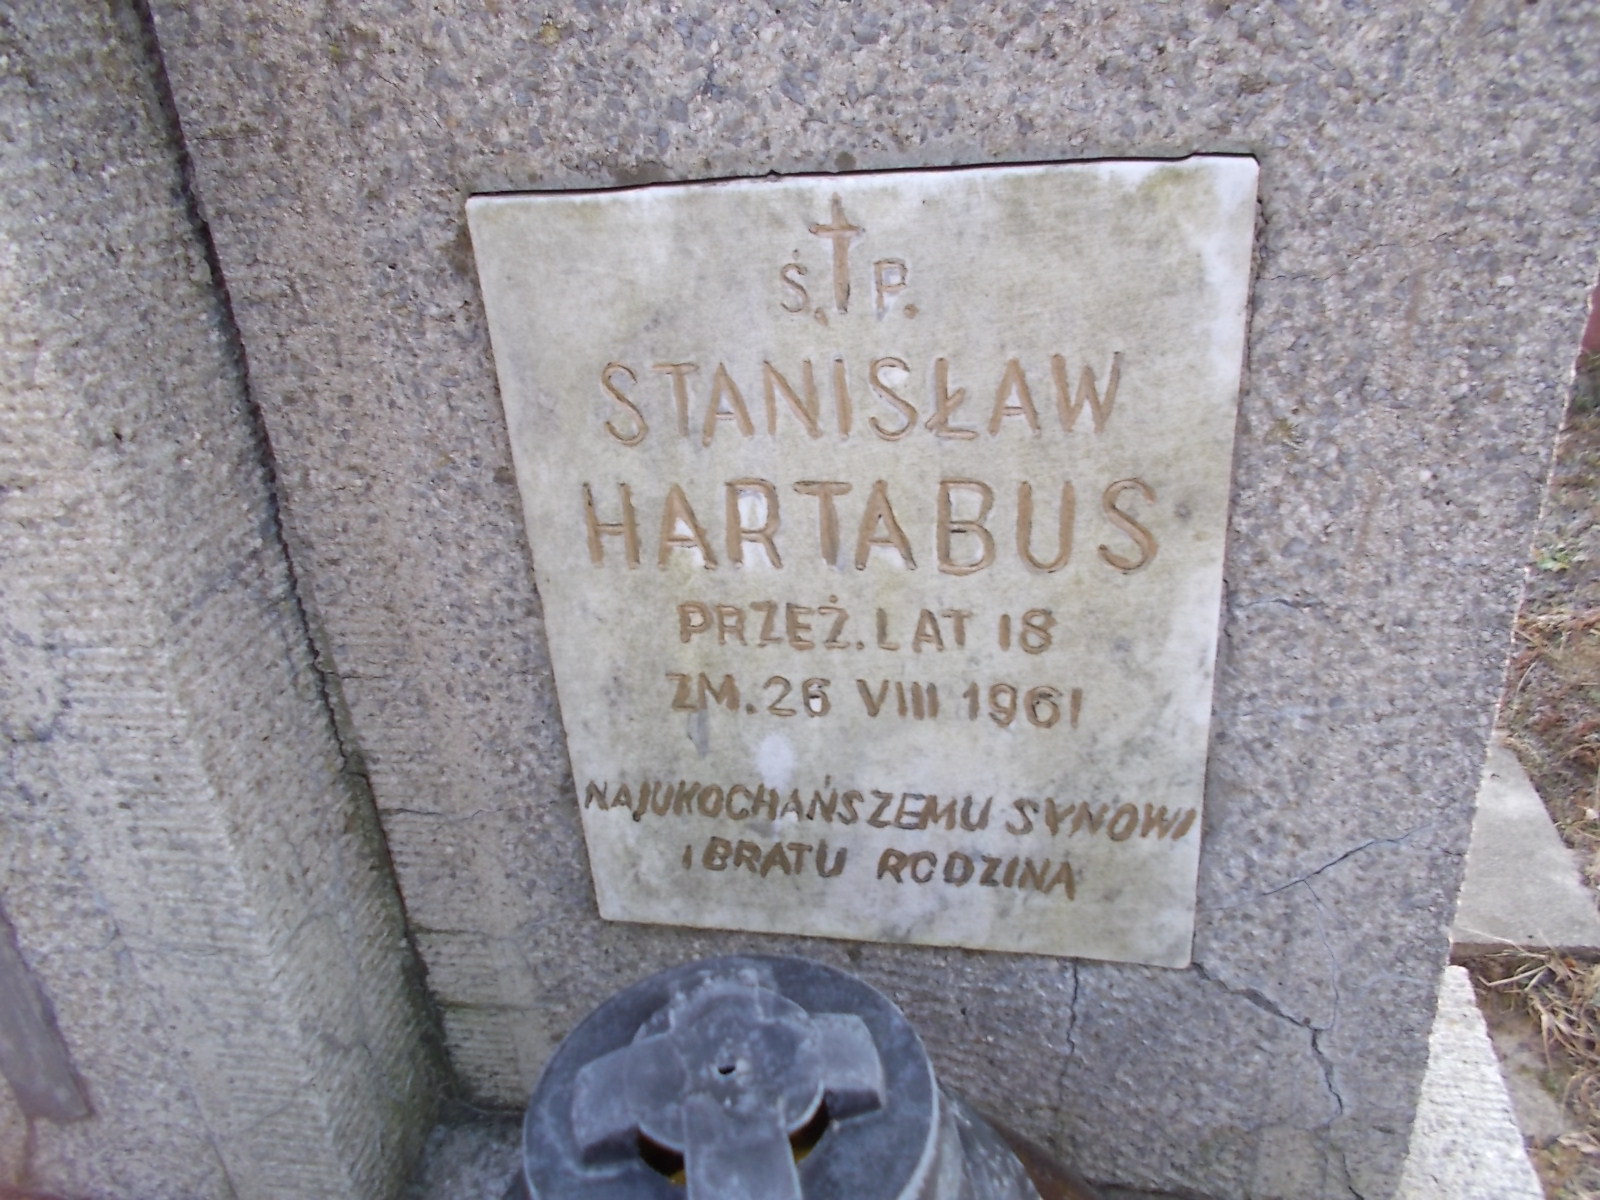 Ś.P.
STANISŁAW
HARTABUS
PRZEŻ. LAT 18
ZM. 26 VIII 1961
NAJUKOCHAŃSZEMU SYNOWI
I BRATU RODZINA